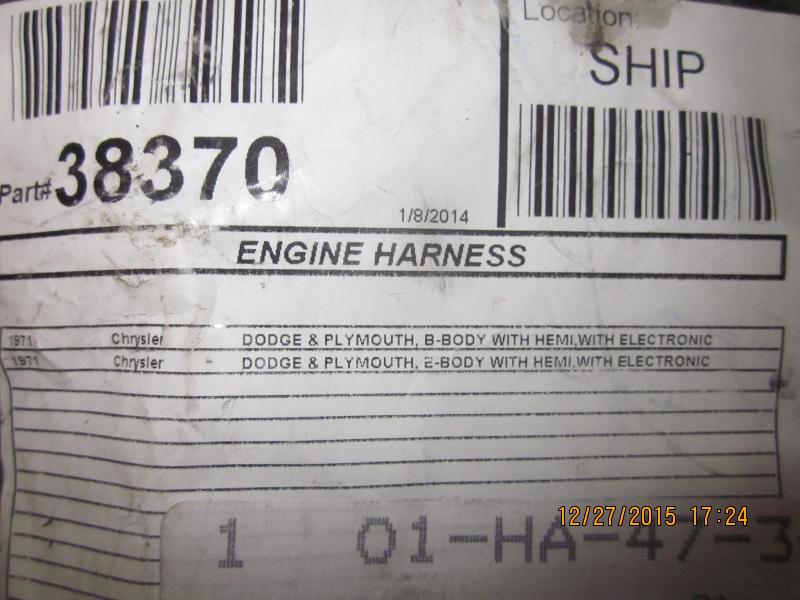 Location:
SHIP
Part# 38370
1/8/2014
ENGINE HARNESS
1971 Chrysler DODGE & PLYMOUTH, B-BODY WITH HEMI,WITH ELECTRONIC
1971 Chrysler DODGE & PLYMOUTH, E-BODY WITH HEMI,WITH ELECTRONIC
12/27/2015 17:24
1 01-HA-47-3